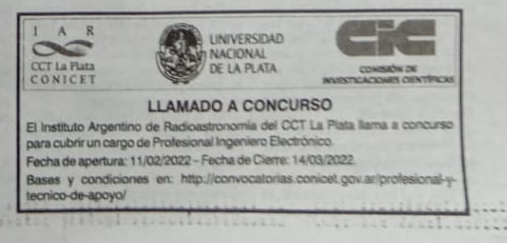 I A R
CCT La Plata
CONICET
UNIVERSIDAD
NACIONAL
DE LA PLATA
CIC
COMISIÓN DE
INVESTIGACIONES CIENTÍFICAS
LLAMADO A CONCURSO
El Instituto Argentino de Radioastronomía del CCT La Plata llama a concurso
para cubrir un cargo de Profesional Ingeniero Electrónico.
Fecha de apertura: 11/02/2022 – Fecha de Cierre: 14/03/2022.
Bases y condiciones en: http://convocatorias.conicet.gov.ar/profesional-y-
tecnico-de-apoyo/